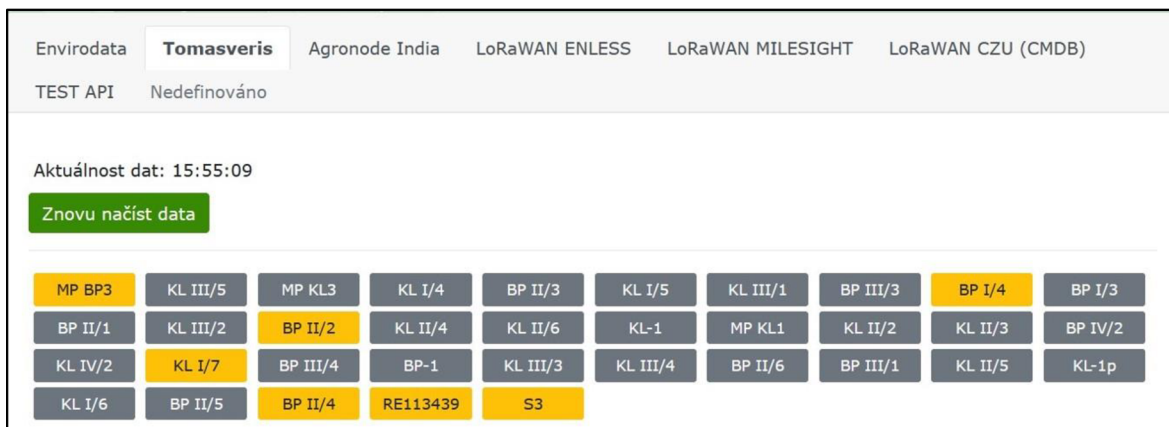 Envirodata Tomasveris Agronode India LoRaWAN ENLESS LoRaWAN MILESIGHT LoRaWAN CZU (CMDB)
TEST API Nedefinováno
Aktuálnost dat: 15:55:09
Znovu načíst data
MP BP3 KL III/5 MP KL3 KL I/4 BP II/3 KL I/5 KL III/1 BP III/3 BP I/4 BP I/3
BP II/1 KL III/2 BP II/2 KL II/4 KL II/6 KL-1 MP KL1 KL II/2 KL II/3 BP IV/2
KL IV/2 KL I/7 BP III/4 BP-1 KL III/3 KL III/4 BP II/6 BP III/1 KL II/5 KL-1p
KL I/6 BP II/5 BP II/4 RE113439 S3